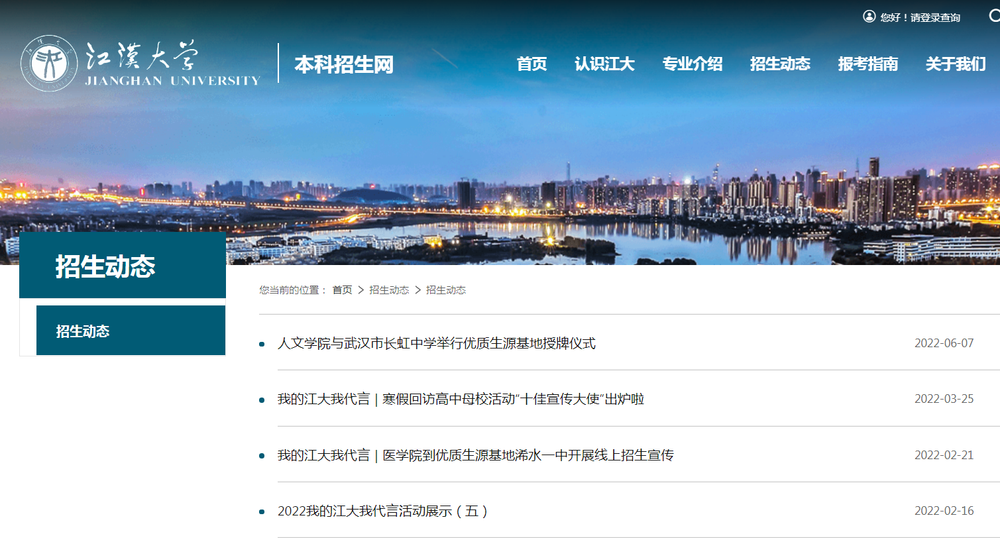 您好！请登录查询
江漢大学
JIANGHAN UNIVERSITY
本科招生网
首页 认识江大 专业介绍 招生动态 报考指南 关于我们
招生动态
招生动态
您当前的位置： 首页 > 招生动态 > 招生动态
人文学院与武汉市长虹中学举行优质生源基地授牌仪式 2022-06-07
我的江大我代言 | 寒假回访高中母校活动“十佳宣传大使”出炉啦 2022-03-25
我的江大我代言 | 医学院到优质生源基地浠水一中开展线上招生宣传 2022-02-21
2022我的江大我代言活动展示（五） 2022-02-16